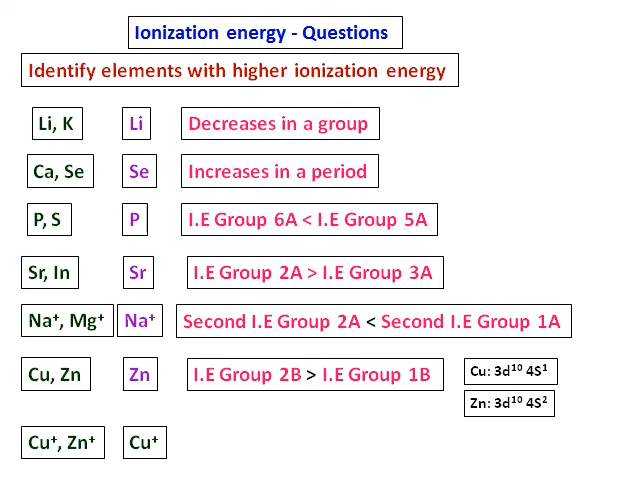 Ionization energy - Questions
Identify elements with higher ionization energy
Li, K Li Decreases in a group
Ca, Se Se Increases in a period
P, S P I.E Group 6A < I.E Group 5A
Sr, In Sr I.E Group 2A > I.E Group 3A
Na⁺, Mg⁺ Na⁺ Second I.E Group 2A < Second I.E Group 1A
Cu, Zn Zn I.E Group 2B > I.E Group 1B Cu: 3d¹⁰ 4S¹
Zn: 3d¹⁰ 4S²
Cu⁺, Zn⁺ Cu⁺